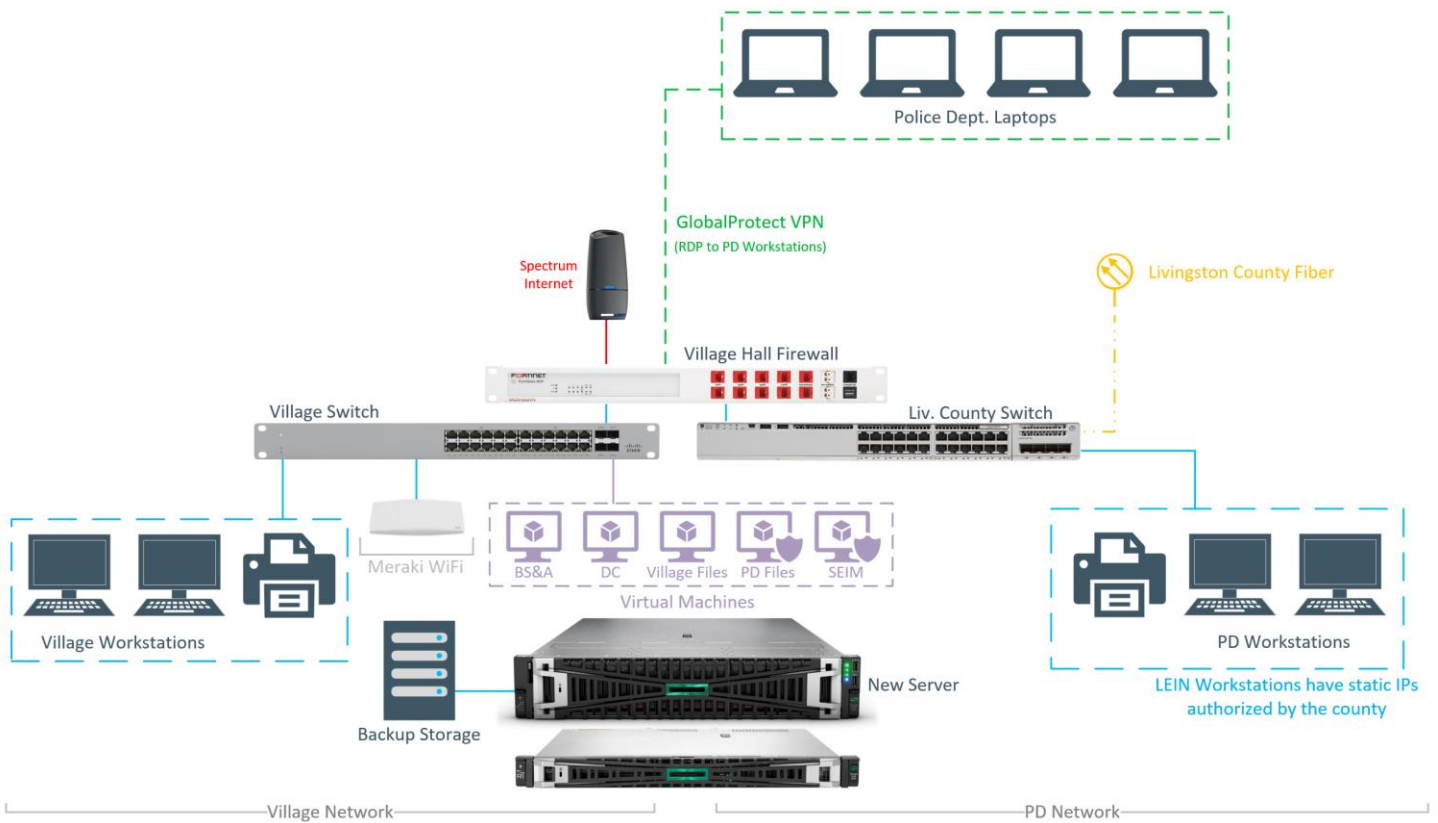 Police Dept. Laptops
GlobalProtect VPN
(RDP to PD Workstations)
Spectrum
Internet
Livingston County Fiber
Village Hall Firewall
FORTINET
Village Switch
Liv. County Switch
CISCO
Meraki WiFi
BS&A
DC
Village Files
PD Files
SEIM
Virtual Machines
Village Workstations
PD Workstations
New Server
LEIN Workstations have static IPs
authorized by the county
Backup Storage
Village Network
PD Network